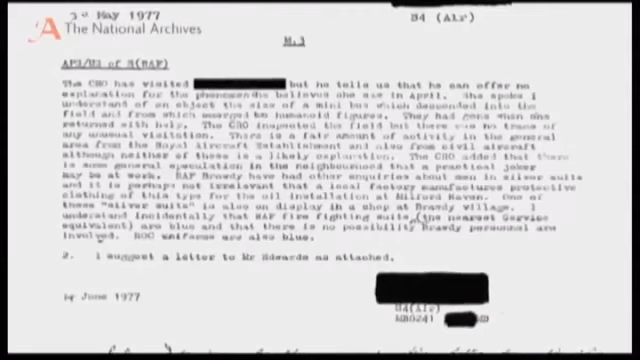 3ᵒ May 1977
S4 (Air)
The National Archives
M.3
AFS/S2 of S(RAF)
The CRO has visited but he tells us that he can offer no
explanation for the phenomenon she believes she saw in April. She spoke I
understand of an object the size of a mini bus which descended into the
field and from which emerged two humanoid figures. They had gone when she
returned with help. The CRO inspected the field but there was no trace of
any unusual visitation. There is a fair amount of activity in the general
area from the Royal Aircraft Establishment and also from civil aircraft
although neither of these is a likely explanation. The CRO added that there
is some general speculation in the neighbourhood that a practical joker
may be at work. RAF Brawdy have had other enquiries about men in silver suits
and it is perhaps not irrelevant that a local factory manufactures protective
clothing of this type for the oil installation at Milford Haven. One of
these "silver suits" is also on display in a shop at Brawdy village. I
understand incidentally that RAF fire fighting suits (the nearest Service
equivalent) are blue and that there is no possibility Brawdy personnel are
involved. ROC uniforms are also blue.
2. I suggest a letter to Mr Edwards as attached.
14 June 1977
S4(Air)
MB0241